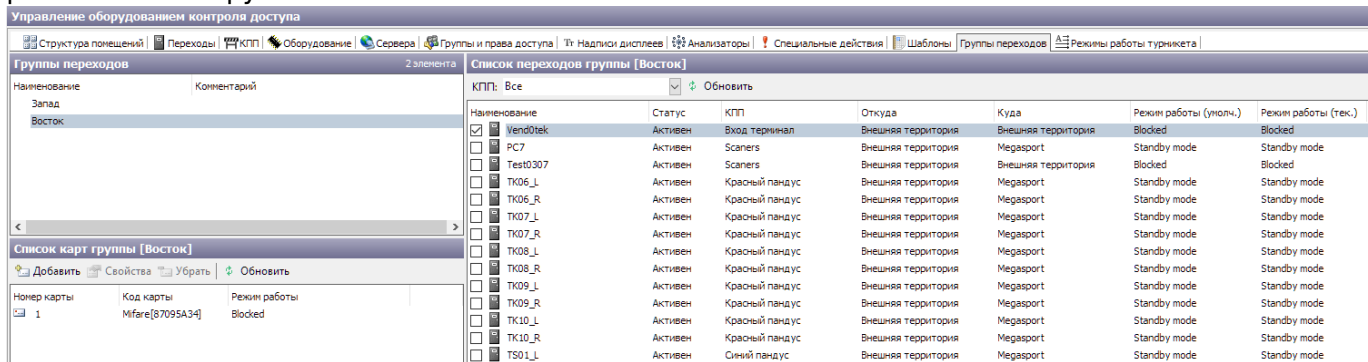 Управление оборудованием контроля доступа
Структура помещений Переходы КПП Оборудование Сервера Группы и права доступа Тт Надписи дисплеев Анализаторы Специальные действия Шаблоны Группы переходов Режимы работы турникета
Группы переходов 2 элемента
Наименование Комментарий
Запад
Восток
Список переходов группы [Восток]
КПП: Все Обновить
Наименование Статус КПП Откуда Куда Режим работы (умолч.) Режим работы (тек.)
Vend0tek Активен Вход терминал Внешняя территория Внешняя территория Blocked Blocked
PC7 Активен Scaners Внешняя территория Megasport Standby mode Standby mode
Test0307 Активен Scaners Внешняя территория Внешняя территория Blocked Blocked
TK06_L Активен Красный пандус Внешняя территория Megasport Standby mode Standby mode
TK06_R Активен Красный пандус Внешняя территория Megasport Standby mode Standby mode
TK07_L Активен Красный пандус Внешняя территория Megasport Standby mode Standby mode
TK07_R Активен Красный пандус Внешняя территория Megasport Standby mode Standby mode
TK08_L Активен Красный пандус Внешняя территория Megasport Standby mode Standby mode
TK08_R Активен Красный пандус Внешняя территория Megasport Standby mode Standby mode
TK09_L Активен Красный пандус Внешняя территория Megasport Standby mode Standby mode
TK09_R Активен Красный пандус Внешняя территория Megasport Standby mode Standby mode
TK10_L Активен Красный пандус Внешняя территория Megasport Standby mode Standby mode
TK10_R Активен Красный пандус Внешняя территория Megasport Standby mode Standby mode
TS01_L Активен Синий пандус Внешняя территория Megasport Standby mode Standby mode
Список карт группы [Восток]
Добавить Свойства Убрать Обновить
Номер карты Код карты Режим работы
1 Mifare[87095A34] Blocked